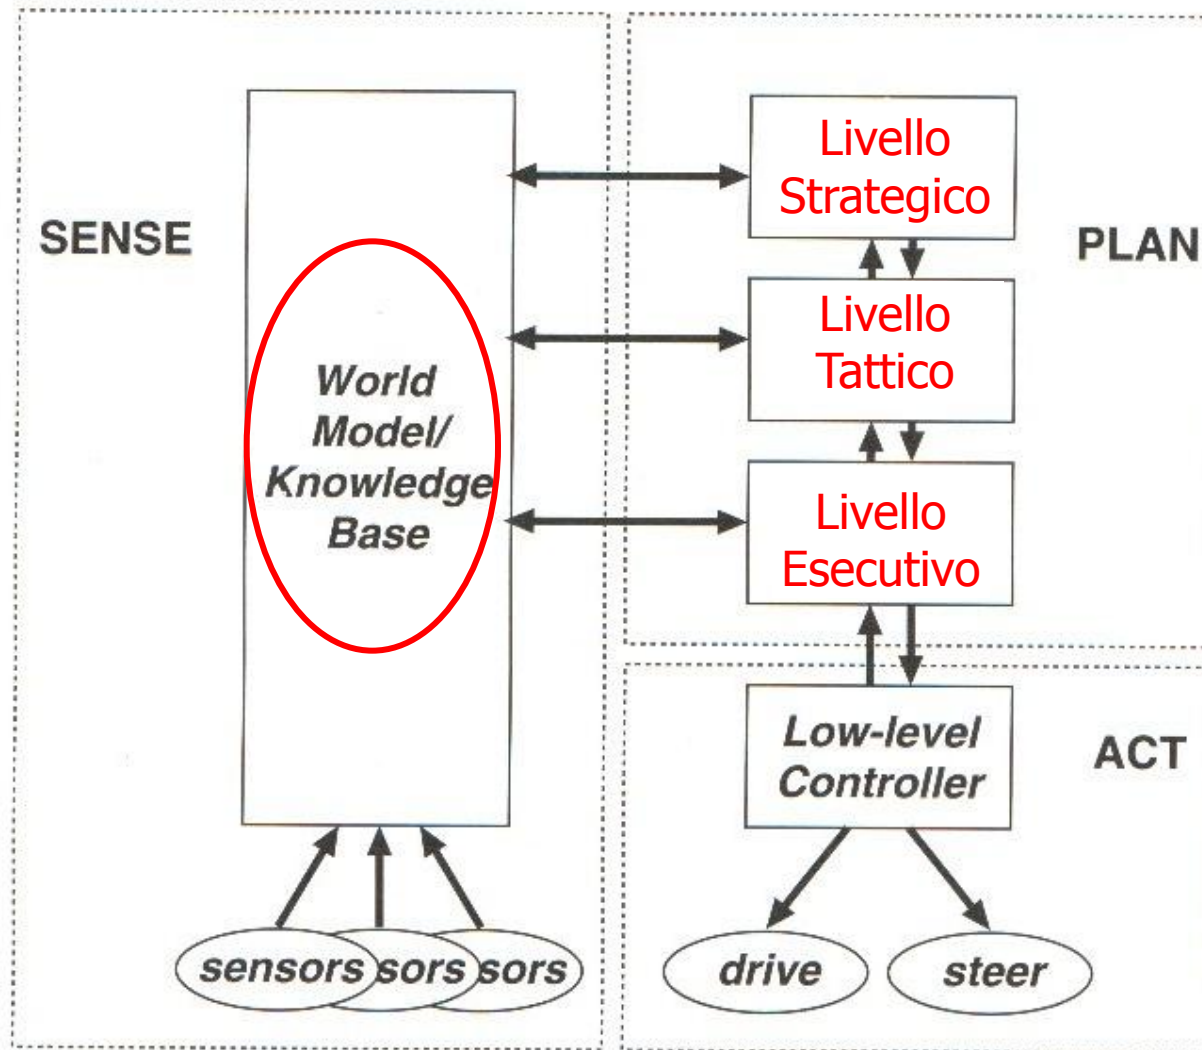 SENSE
World
Model/
Knowledge
Base
sensors
sors
sors
Livello
Strategico
PLAN
Livello
Tattico
Livello
Esecutivo
Low-level
Controller
ACT
drive
steer